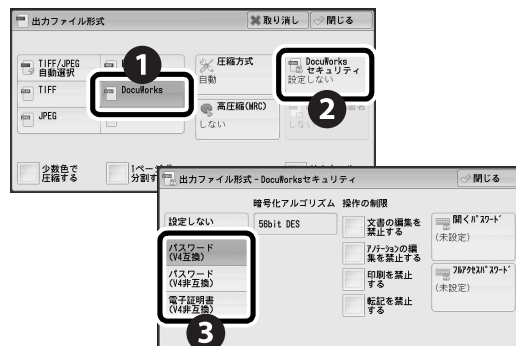 出力ファイル形式
取り消し
閉じる
TIFF/JPEG
自動選択
TIFF
JPEG
1
DocuWorks
圧縮方式
自動
高圧縮(MRC)
しない
DocuWorks
セキュリティ
設定しない
2
少数色で
圧縮する
出力ファイル形式 - DocuWorksセキュリティ
閉じる
暗号化アルゴリズム
操作の制限
設定しない
パスワード
(V4互換)
パスワード
(V4非互換)
電子証明書
(V4非互換)
3
56bit DES
文書の編集を
禁止する
アノテーションの編
集を禁止する
印刷を禁止
する
転記を禁止
する
開くパスワード
(未設定)
フルアクセスパスワード
(未設定)